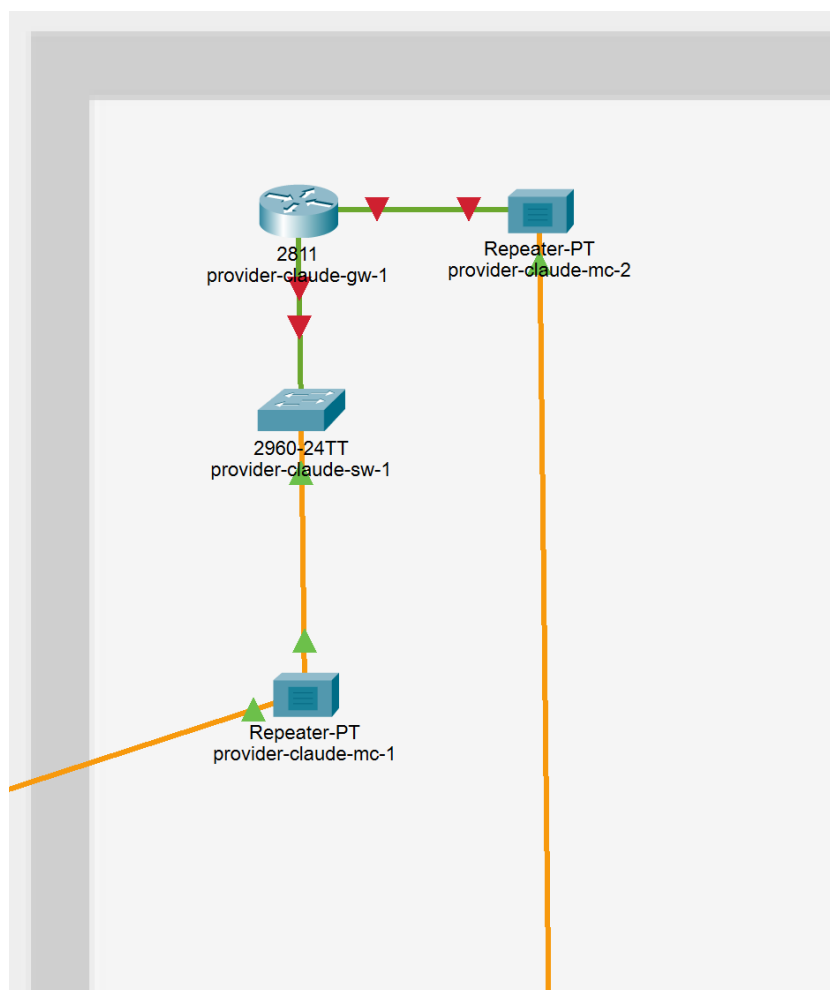 2811
provider-claude-gw-1
Repeater-PT
provider-claude-mc-2
2960-24TT
provider-claude-sw-1
Repeater-PT
provider-claude-mc-1